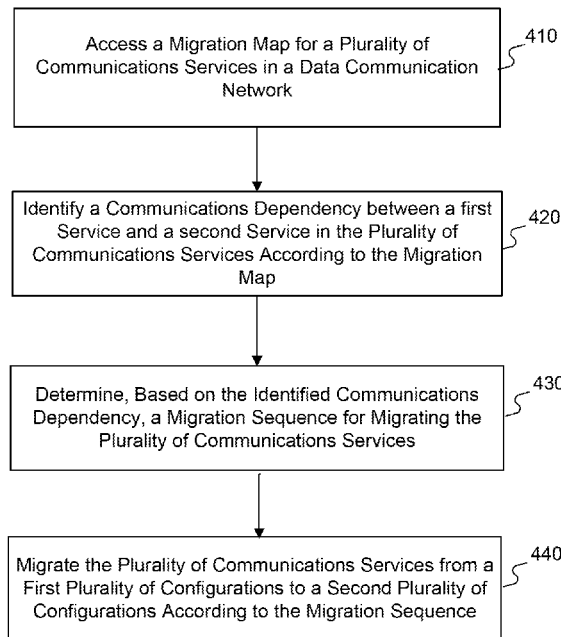 Access a Migration Map for a Plurality of
Communications Services in a Data Communication
Network
410
Identify a Communications Dependency between a first
Service and a second Service in the Plurality of
Communications Services According to the Migration
Map
420
Determine, Based on the Identified Communications
Dependency, a Migration Sequence for Migrating the
Plurality of Communications Services
430
Migrate the Plurality of Communications Services from a
First Plurality of Configurations to a Second Plurality of
Configurations According to the Migration Sequence
440